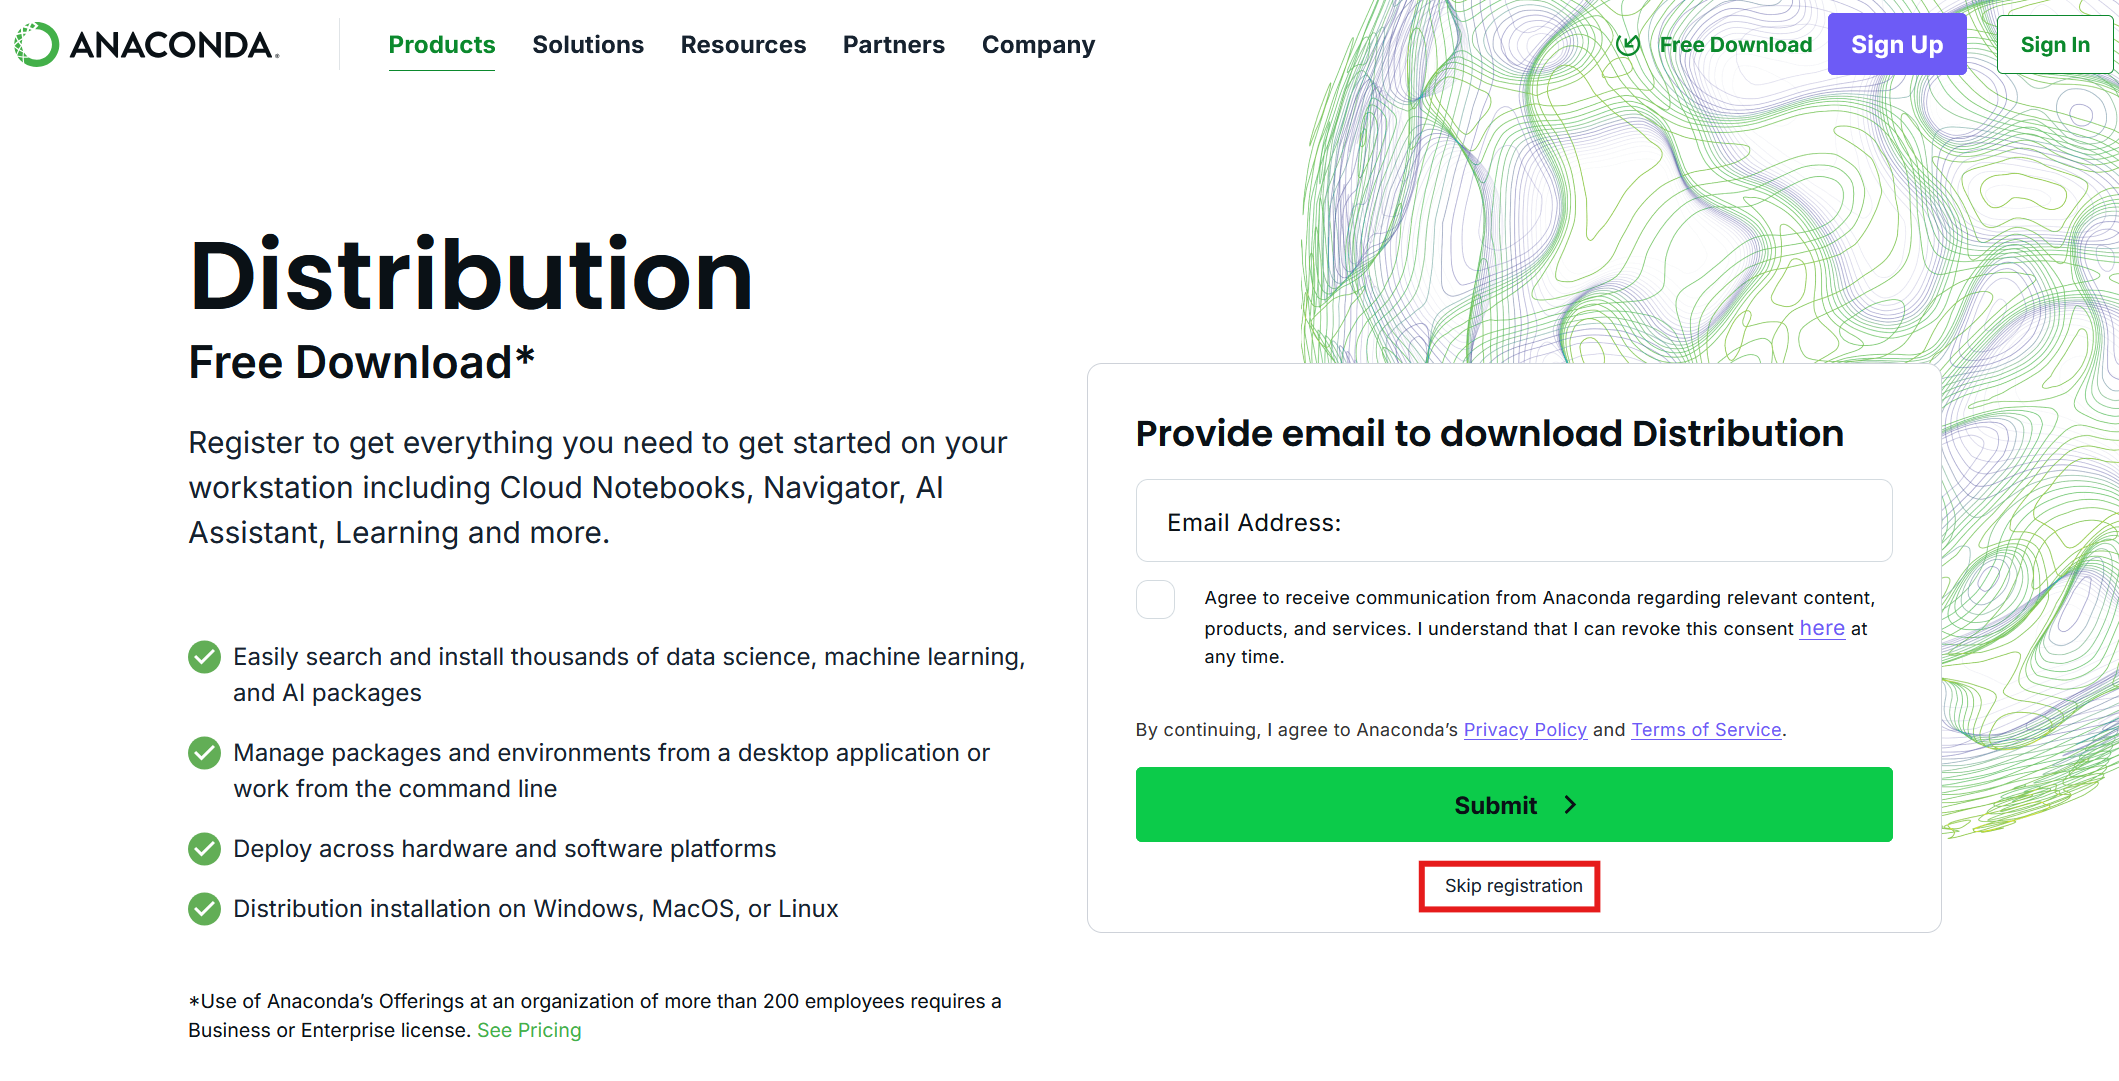 ANACONDA.
Products Solutions Resources Partners Company
Free Download Sign Up Sign In
Distribution
Free Download*
Register to get everything you need to get started on your
workstation including Cloud Notebooks, Navigator, AI
Assistant, Learning and more.
Easily search and install thousands of data science, machine learning,
and AI packages
Manage packages and environments from a desktop application or
work from the command line
Deploy across hardware and software platforms
Distribution installation on Windows, MacOS, or Linux
*Use of Anaconda’s Offerings at an organization of more than 200 employees requires a
Business or Enterprise license. See Pricing
Provide email to download Distribution
Email Address:
Agree to receive communication from Anaconda regarding relevant content,
products, and services. I understand that I can revoke this consent here at
any time.
By continuing, I agree to Anaconda’s Privacy Policy and Terms of Service.
Submit
Skip registration